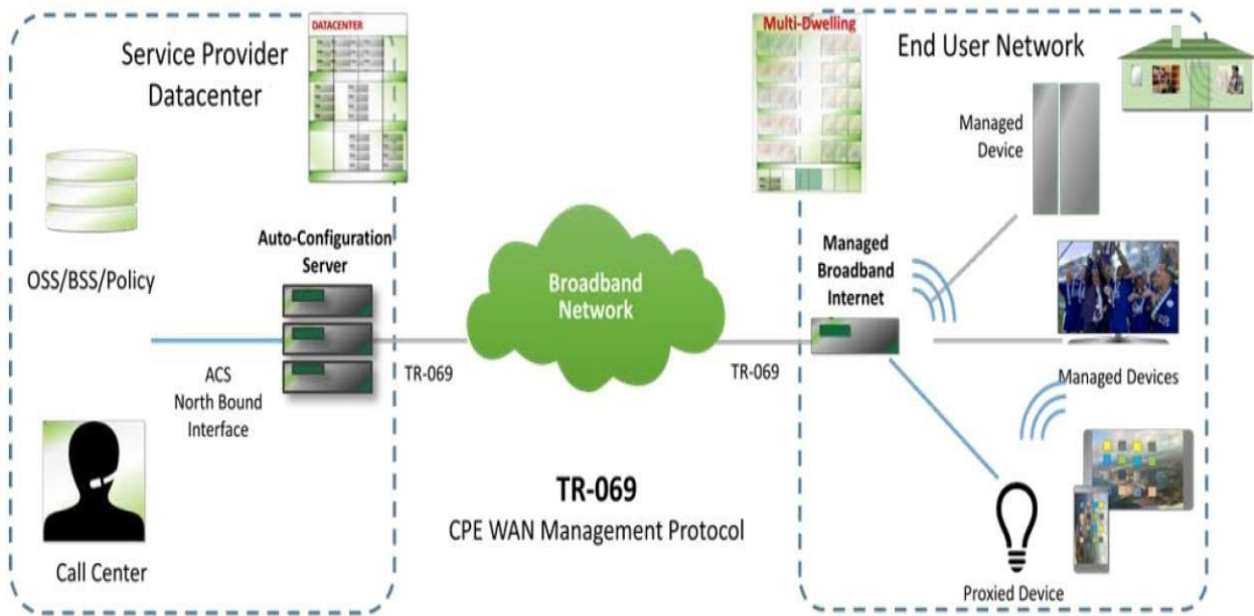 Service Provider
Datacenter
DATACENTER
OSS/BSS/Policy
Auto-Configuration
Server
ACS
North Bound
Interface
Call Center
TR-069
Broadband
Network
TR-069
TR-069
CPE WAN Management Protocol
Multi-Dwelling
End User Network
Managed
Device
Managed
Broadband
Internet
Managed Devices
Proxied Device